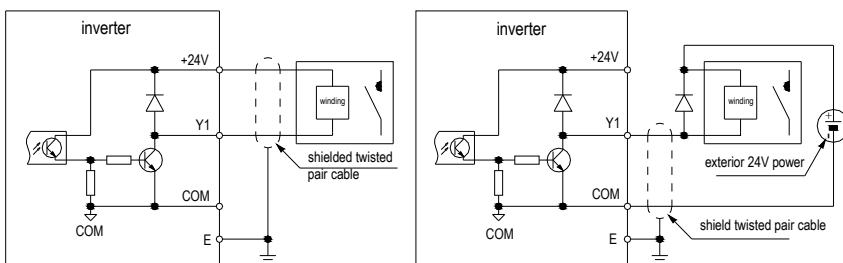 inverter
+24V
winding
Y1
shielded twisted
pair cable
COM
COM
E
inverter
+24V
winding
+
Y1
exterior 24V power
COM
COM
shield twisted pair cable
E